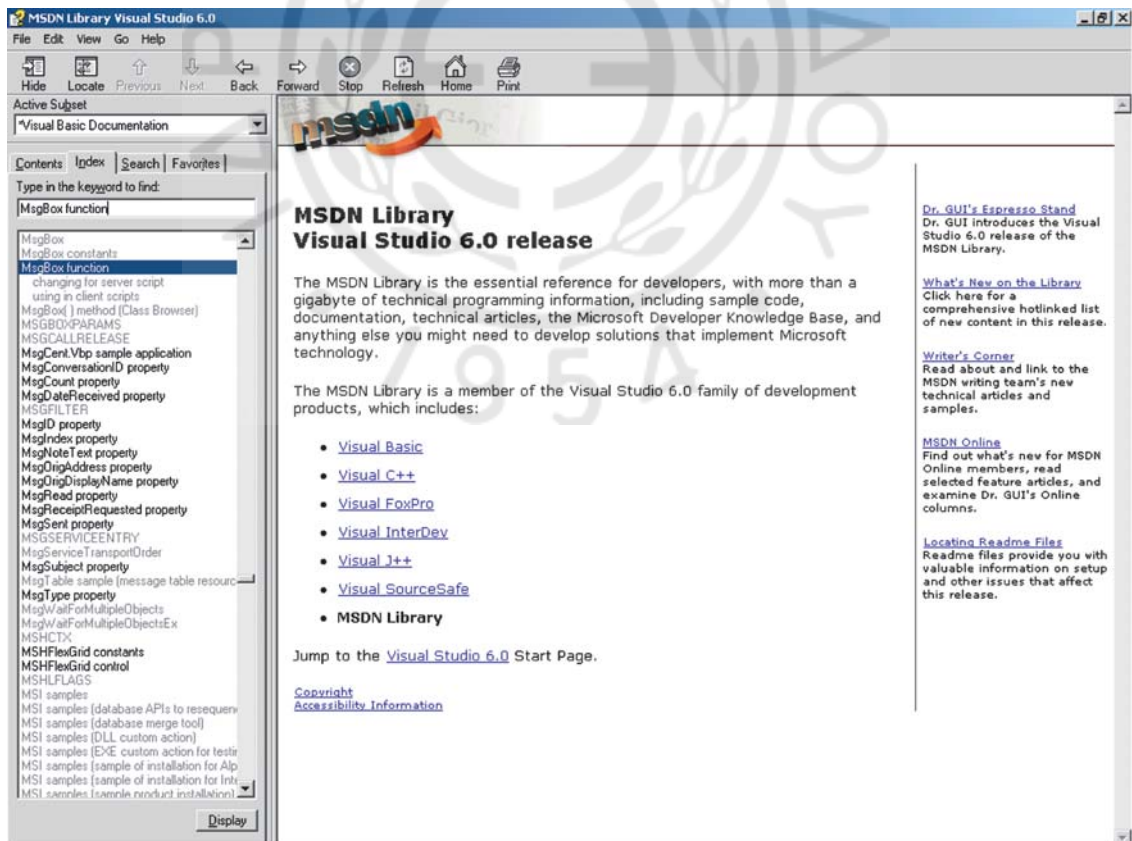 MSDN Library Visual Studio 6.0
File Edit View Go Help
Hide Locate Previous Next Back Forward Stop Refresh Home Print
Active Subset
*Visual Basic Documentation
Contents Index Search Favorites
Type in the keyword to find:
MsgBox function
MsgBox
MsgBox constants
MsgBox function
changing for server script
using in client scripts
MsgBox( ) method (Class Browser)
MSGBOXPARAMS
MSGCALLRELEASE
MsgCent.Vbp sample application
MsgConversationID property
MsgCount property
MsgDateReceived property
MSGFILTER
MsgID property
MsgIndex property
MsgNoteText property
MsgOrigAddress property
MsgOrigDisplayName property
MsgRead property
MsgReceiptRequested property
MsgSent property
MSGSERVICEENTRY
MsgServiceTransportOrder
MsgSubject property
MsgTable sample (message table resourc
MsgType property
MsgWaitForMultipleObjects
MsgWaitForMultipleObjectsEx
MSHCTX
MSHFlexGrid constants
MSHFlexGrid control
MSHLFLAGS
MSI samples
MSI samples (database APIs to resequen
MSI samples (database merge tool)
MSI samples (DLL custom action)
MSI samples (EXE custom action for testin
MSI samples (sample of installation for Alp
MSI samples (sample of installation for Inte
MSI samples (sample product installation)
Display
msdn
MSDN Library
Visual Studio 6.0 release
The MSDN Library is the essential reference for developers, with more than a
gigabyte of technical programming information, including sample code,
documentation, technical articles, the Microsoft Developer Knowledge Base, and
anything else you might need to develop solutions that implement Microsoft
technology.
The MSDN Library is a member of the Visual Studio 6.0 family of development
products, which includes:
• Visual Basic
• Visual C++
• Visual FoxPro
• Visual InterDev
• Visual J++
• Visual SourceSafe
• MSDN Library
Jump to the Visual Studio 6.0 Start Page.
Copyright
Accessibility Information
Dr. GUI's Espresso Stand
Dr. GUI introduces the Visual
Studio 6.0 release of the
MSDN Library.
What's New on the Library
Click here for a
comprehensive hotlinked list
of new content in this release.
Writer's Corner
Read about and link to the
MSDN writing team's new
technical articles and
samples.
MSDN Online
Find out what's new for MSDN
Online members, read
selected feature articles, and
examine Dr. GUI's Online
columns.
Locating Readme Files
Readme files provide you with
valuable information on setup
and other issues that affect
this release.
1954